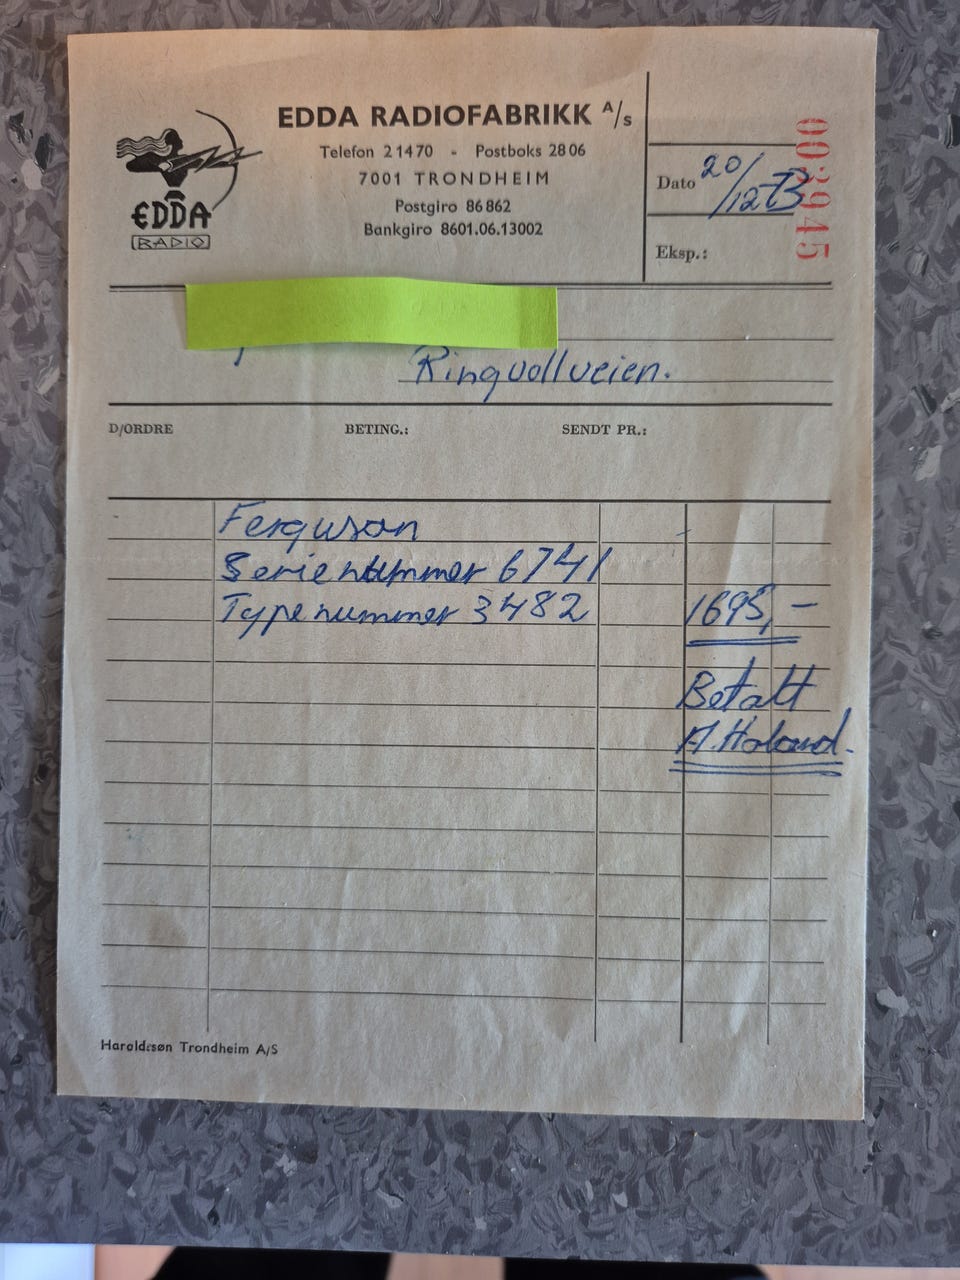 EDDA RADIOFABRIKK A/s
Telefon 21470 - Postboks 2806
7001 TRONDHEIM
Postgiro 86862
Bankgiro 8601.06.13002
EDDA
RADIO
Dato 20/12-73
003945
Eksp.:
Ringvollveien.
D/ORDRE BETING.: SENDT PR.:
Ferguson
Serienummer 6741
Typenummer 3482 1695,-
Betalt
A. Holand.
Haraldsøn Trondheim A/S